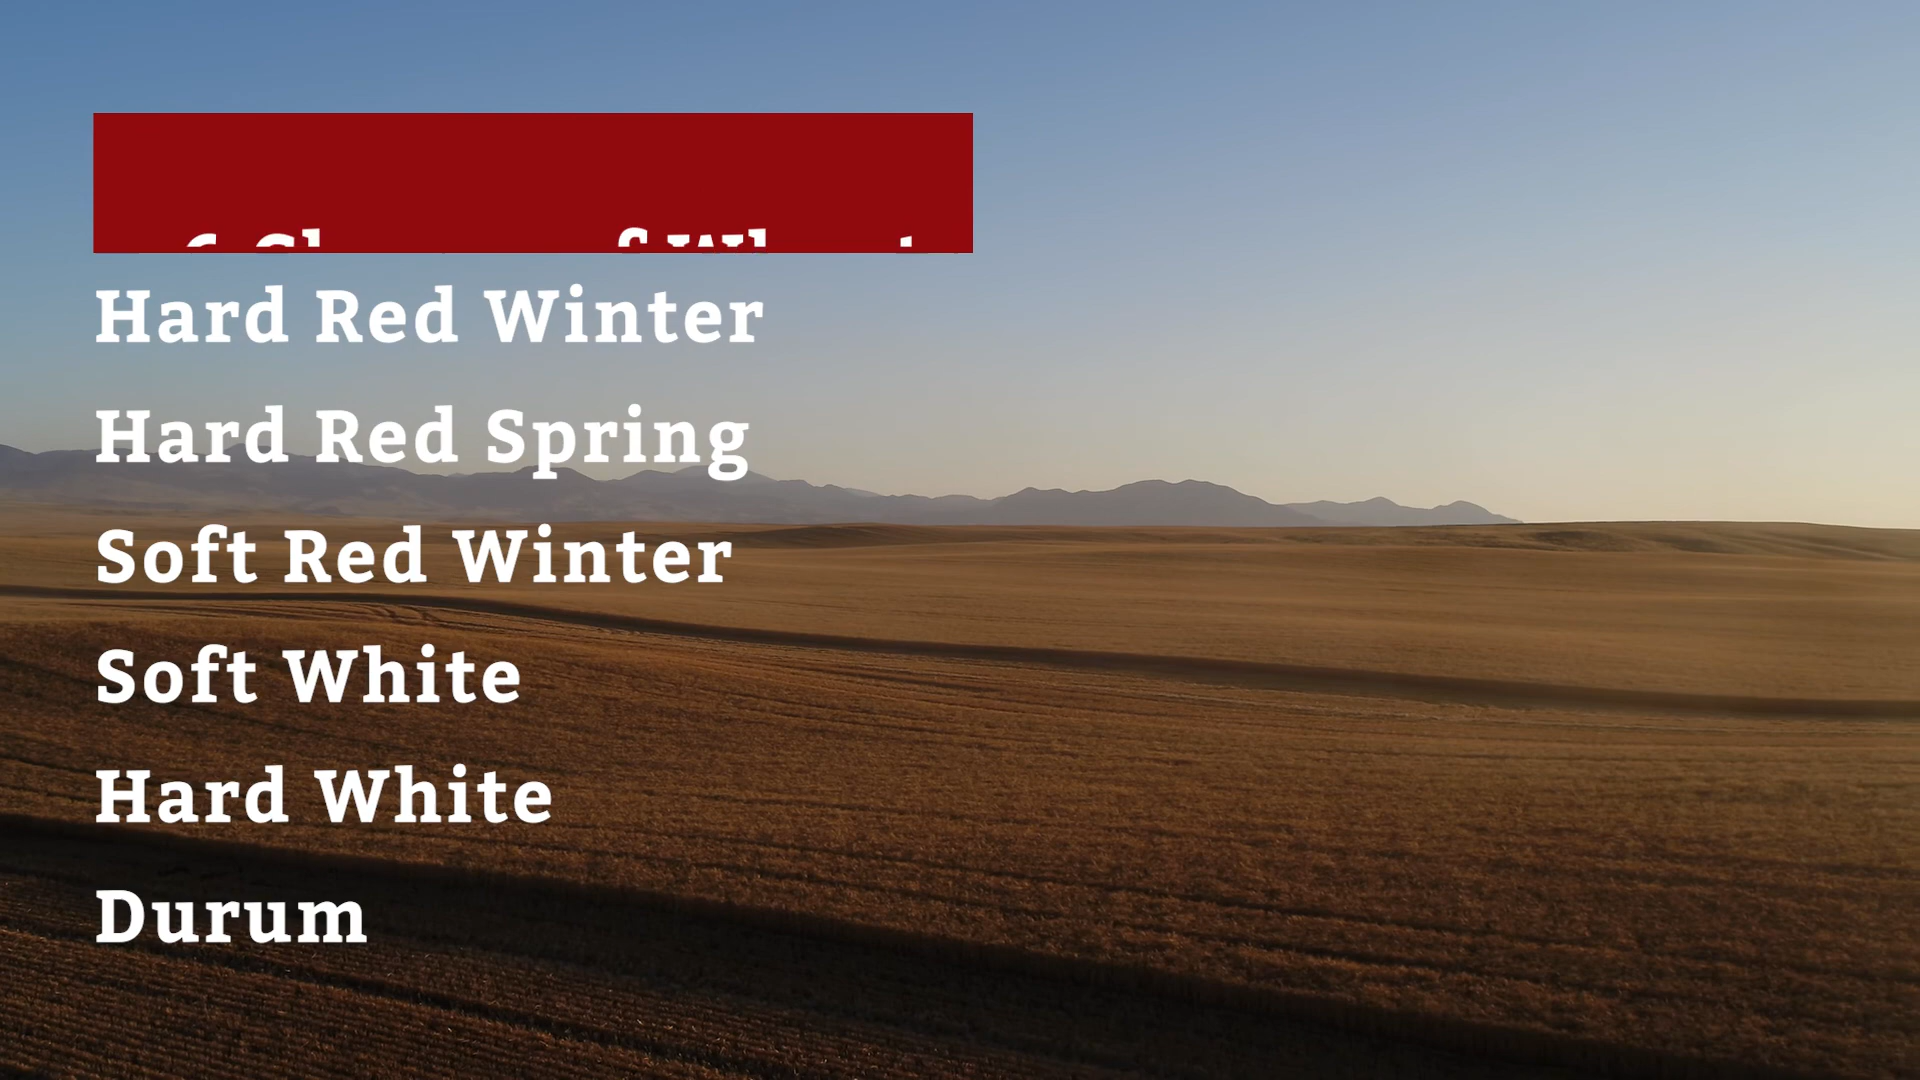 Hard Red Winter
Hard Red Spring
Soft Red Winter
Soft White
Hard White
Durum